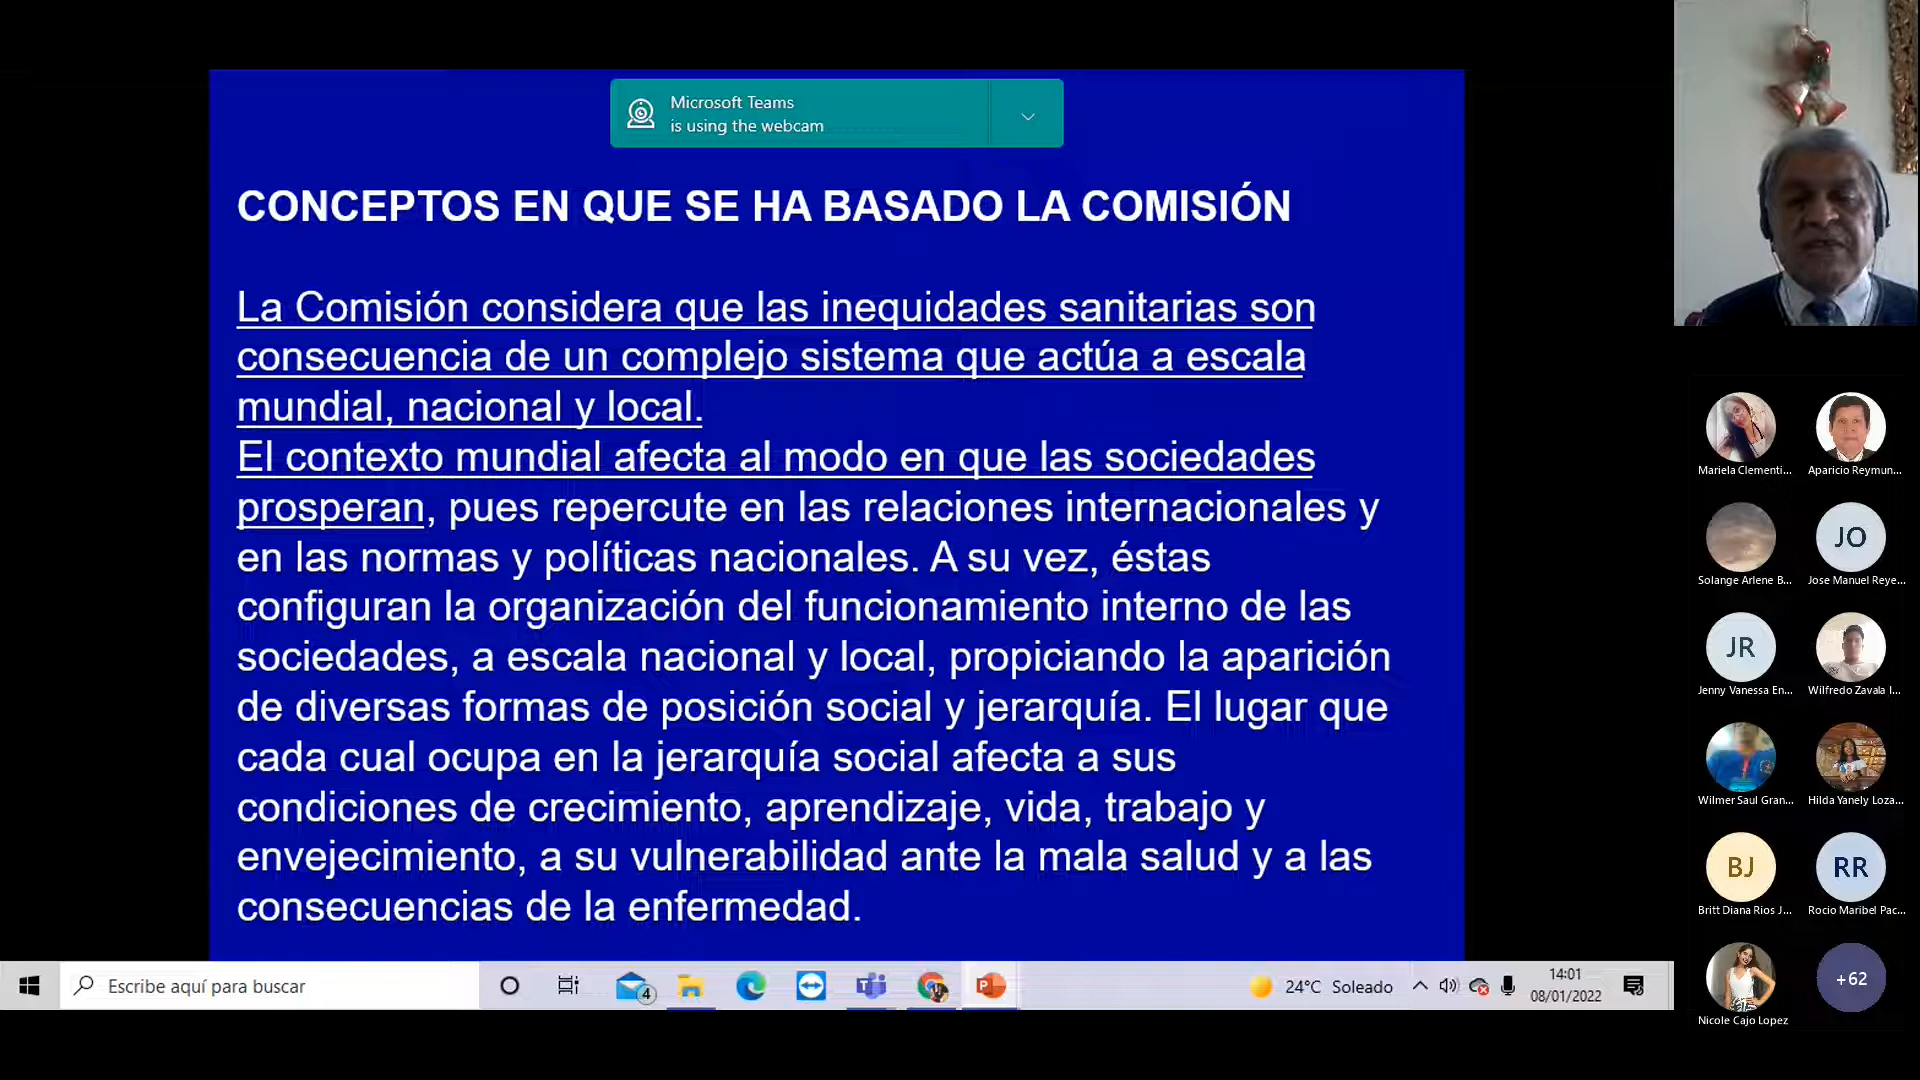 Microsoft Teams
is using the webcam
CONCEPTOS EN QUE SE HA BASADO LA COMISIÓN
La Comisión considera que las inequidades sanitarias son
consecuencia de un complejo sistema que actúa a escala
mundial, nacional y local.
El contexto mundial afecta al modo en que las sociedades
prosperan, pues repercute en las relaciones internacionales y
en las normas y políticas nacionales. A su vez, éstas
configuran la organización del funcionamiento interno de las
sociedades, a escala nacional y local, propiciando la aparición
de diversas formas de posición social y jerarquía. El lugar que
cada cual ocupa en la jerarquía social afecta a sus
condiciones de crecimiento, aprendizaje, vida, trabajo y
envejecimiento, a su vulnerabilidad ante la mala salud y a las
consecuencias de la enfermedad.
Mariela Clementi... Aparicio Reymun...
JO
Solange Arlene B... Jose Manuel Reye...
JR
Jenny Vanessa En... Wilfredo Zavala I...
Wilmer Saul Gran... Hilda Yanely Loza...
BJ RR
Britt Diana Rios J... Rocio Maribel Pac...
+62
Nicole Cajo Lopez
Escribe aquí para buscar
4
24°C Soleado
14:01
08/01/2022